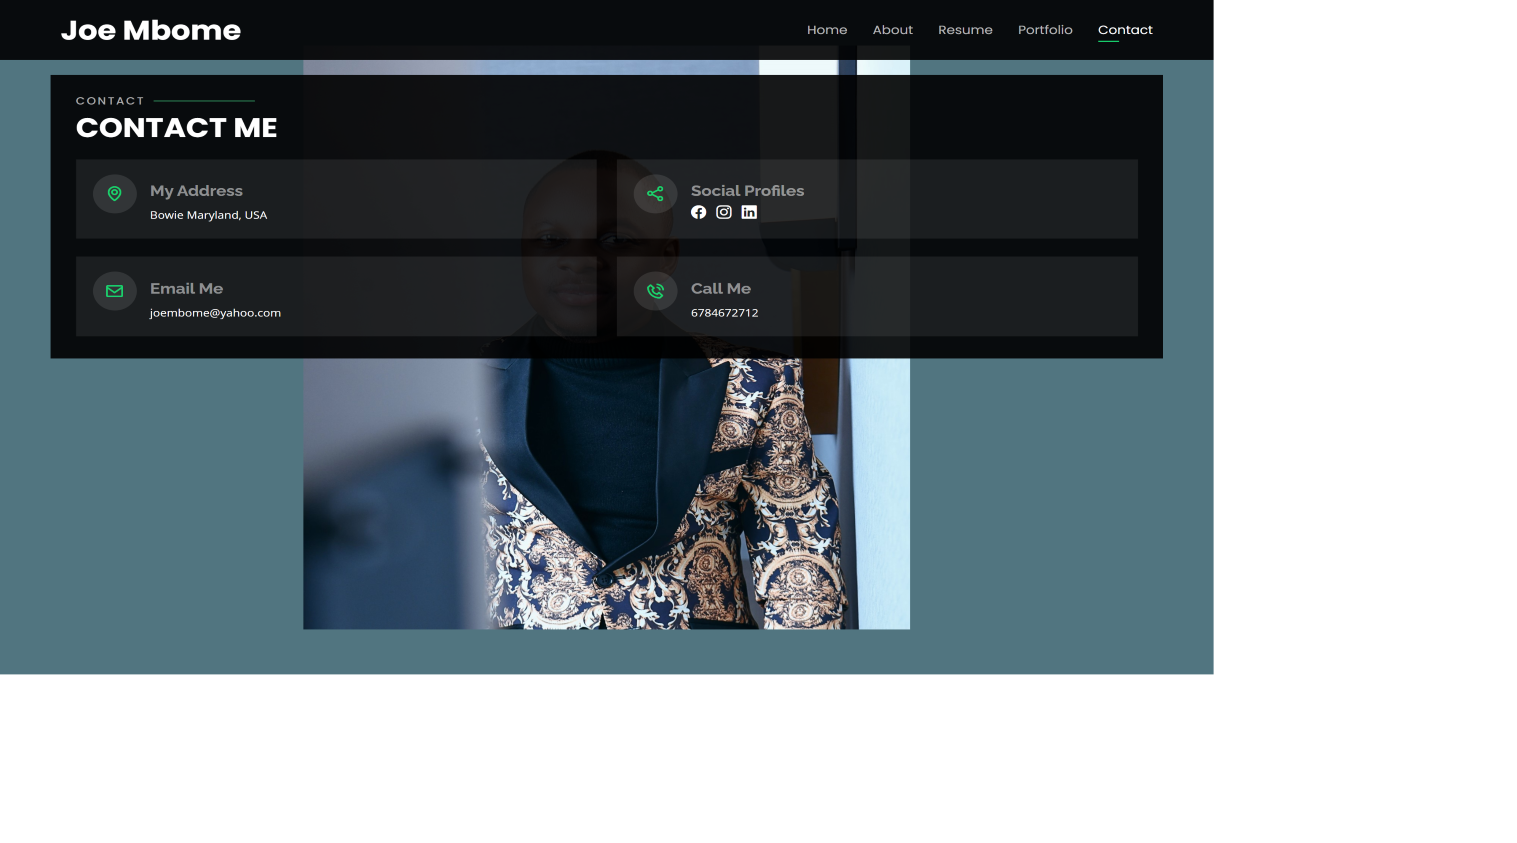 Joe Mbome
Home About Resume Portfolio Contact
CONTACT
CONTACT ME
My Address
Bowie Maryland, USA
Social Profiles
Email Me
joembome@yahoo.com
Call Me
6784672712